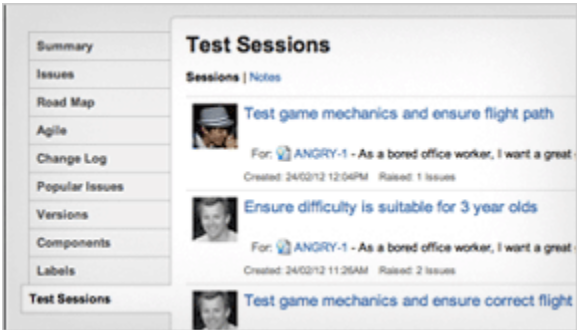 Summary
Issues
Road Map
Agile
Change Log
Popular Issues
Versions
Components
Labels
Test Sessions
Test Sessions
Sessions | Notes
Test game mechanics and ensure flight path
For: ANGRY-1 - As a bored office worker, I want a great
Created: 24/02/12 12:04PM Raised: 1 Issues
Ensure difficulty is suitable for 3 year olds
For: ANGRY-1 - As a bored office worker, I want a great
Created: 24/02/12 11:26AM Raised: 2 Issues
Test game mechanics and ensure correct flight